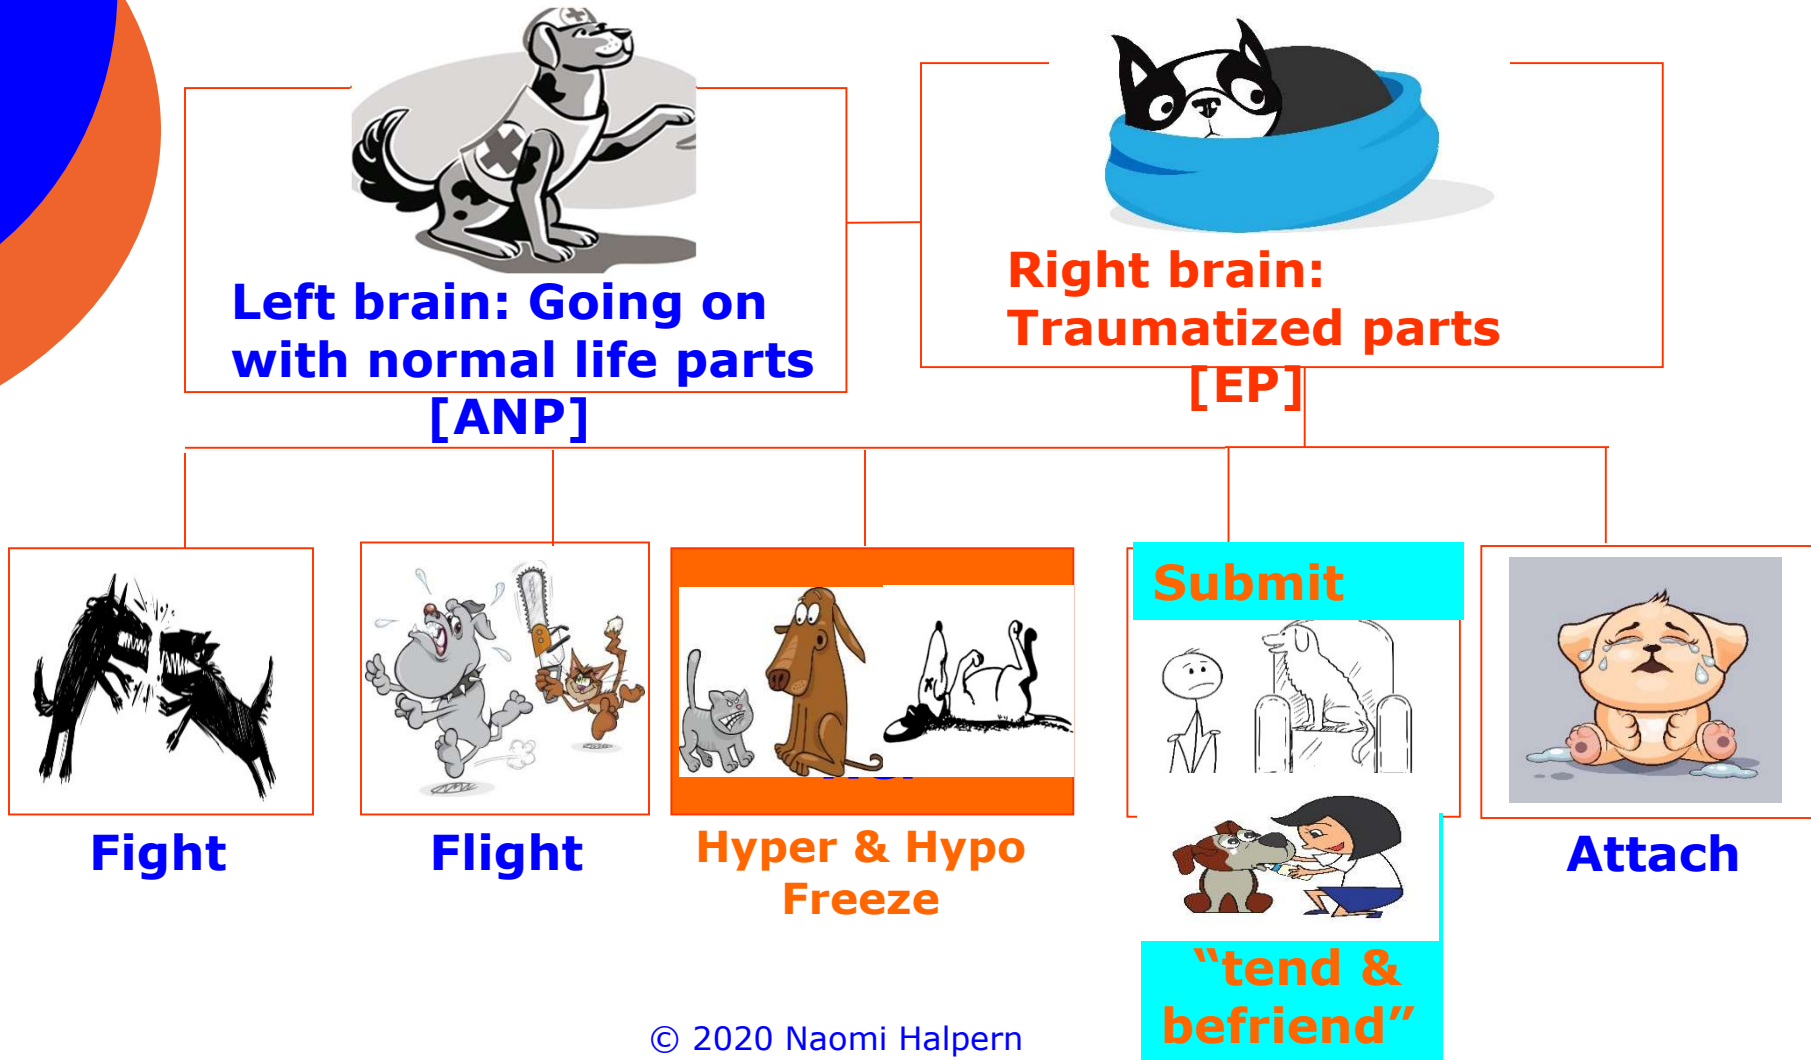 Left brain: Going on
with normal life parts
[ANP]
Right brain:
Traumatized parts
[EP]
Fight
Flight
Hyper & Hypo
Freeze
Submit
“tend &
befriend”
Attach
© 2020 Naomi Halpern